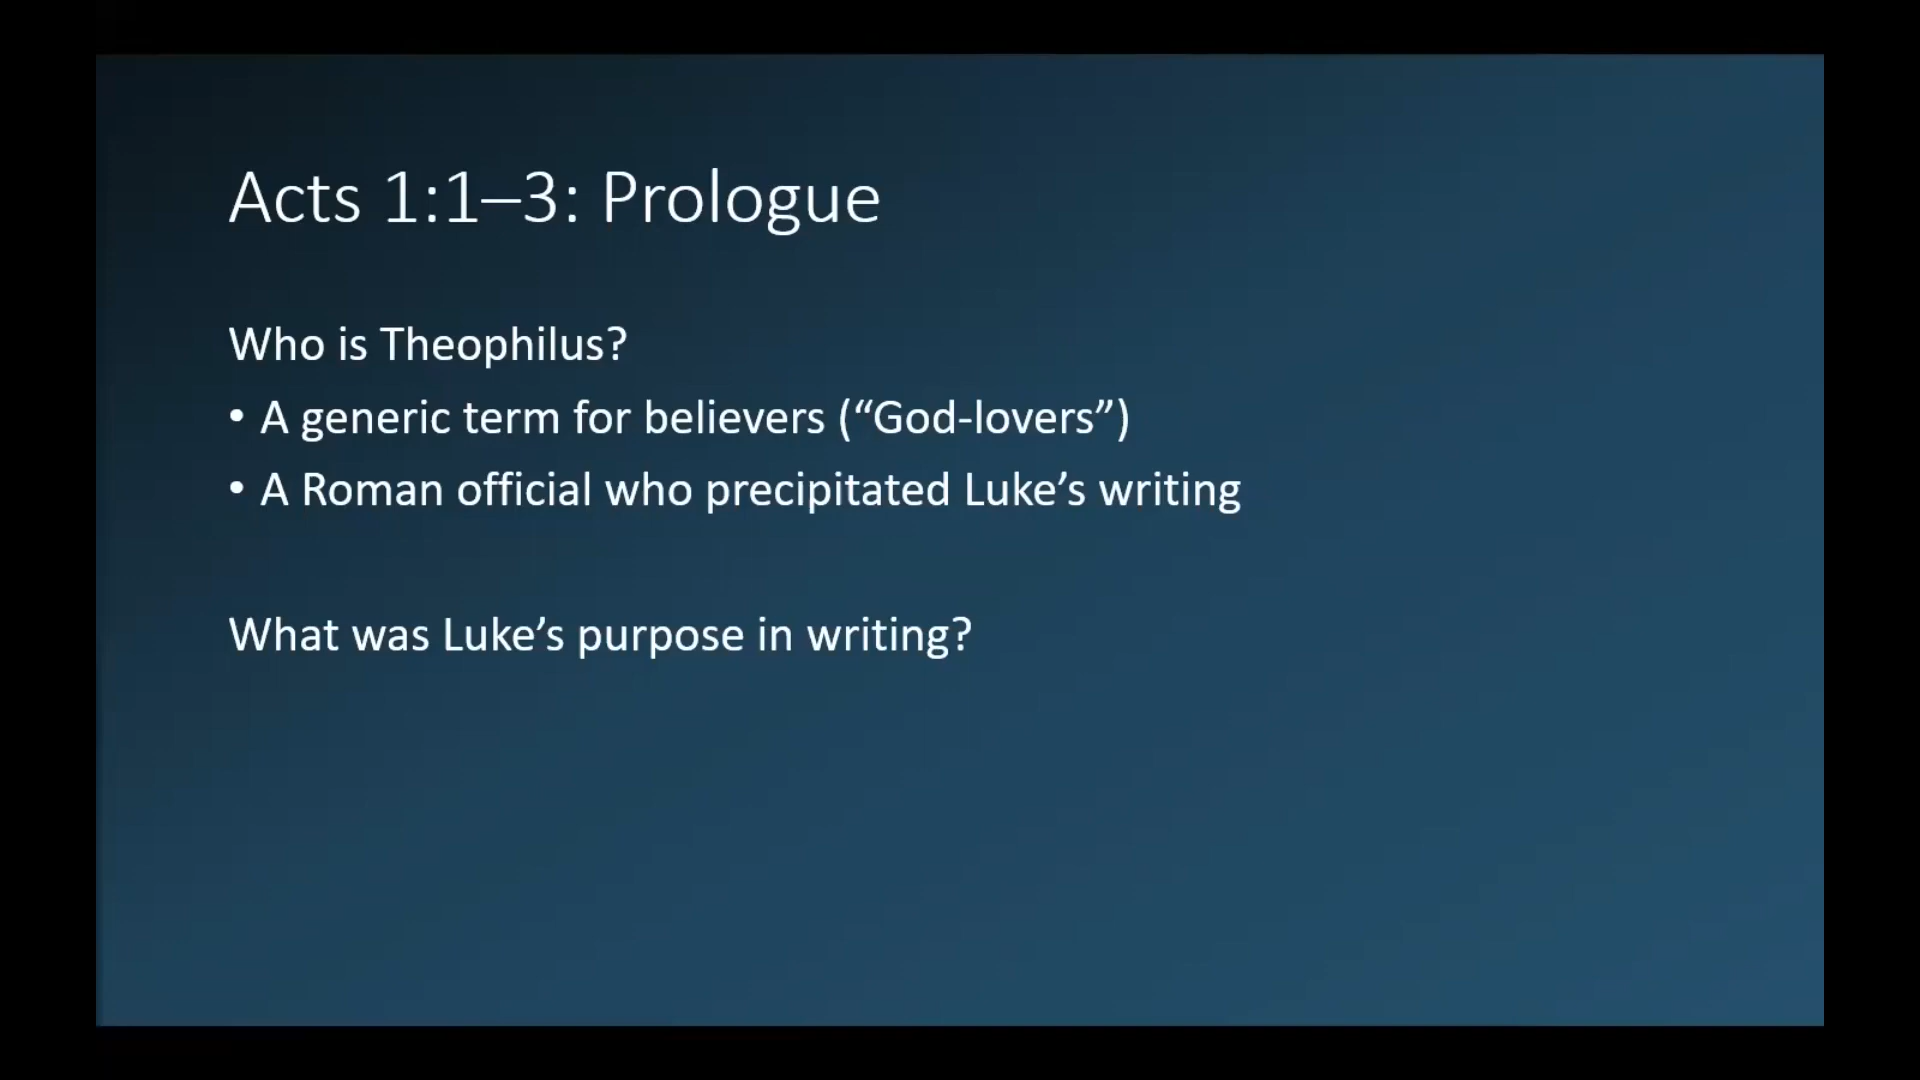 Acts 1:1–3: Prologue
Who is Theophilus?
• A generic term for believers (“God-lovers”)
• A Roman official who precipitated Luke’s writing
What was Luke’s purpose in writing?